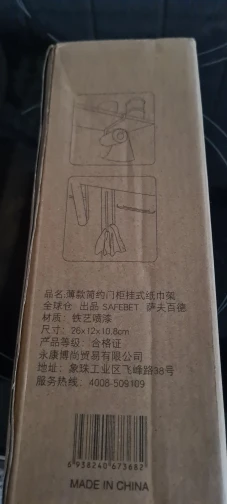 品名:薄款简约门柜挂式纸巾架
全球仓 出品 SAFEBET 萨夫百德
材质：铁艺喷漆
尺寸：26x12x10.8cm
产品等级：合格证
永康博尚贸易有限公司
地址：象珠工业区飞峰路38号
服务热线：4008-509109
6938240673662
MADE IN CHINA